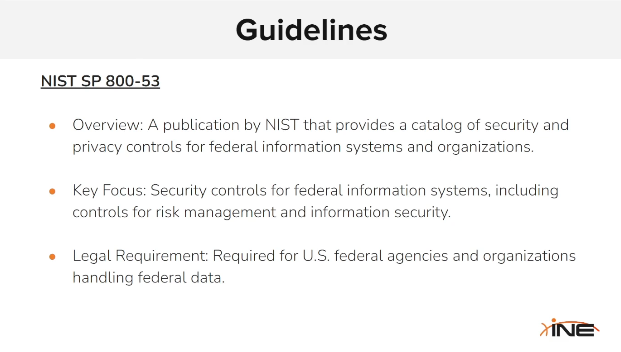 Guidelines
NIST SP 800-53
● Overview: A publication by NIST that provides a catalog of security and
privacy controls for federal information systems and organizations.
● Key Focus: Security controls for federal information systems, including
controls for risk management and information security.
● Legal Requirement: Required for U.S. federal agencies and organizations
handling federal data.
INE